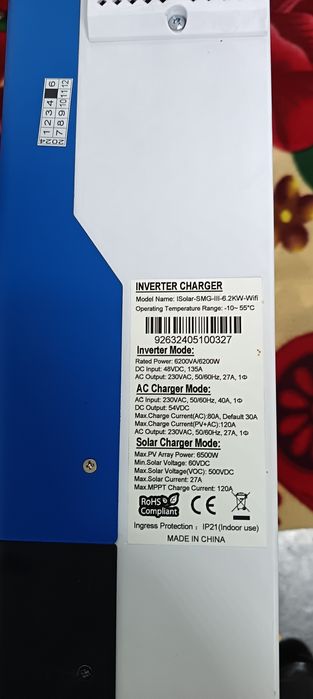 2024
1 2 3 4 6
7 8 9 10 11 12
INVERTER CHARGER
Model Name: ISolar-SMG-III-6.2KW-Wifi
Operating Temperature Range: -10~ 55°C
92632405100327
Inverter Mode:
Rated Power: 6200VA/6200W
DC Input: 48VDC, 135A
AC Output: 230VAC, 50/60Hz, 27A, 1Φ
AC Charger Mode:
AC Input: 230VAC, 50/60Hz, 40A, 1Φ
DC Output: 54VDC
Max.Charge Current(AC):80A, Default 30A
Max.Charge Current(PV+AC):120A
AC Output: 230VAC, 50/60Hz, 27A, 1Φ
Solar Charger Mode:
Max.PV Array Power: 6500W
Min.Solar Voltage: 60VDC
Max.Solar Voltage(VOC): 500VDC
Max.Solar Current: 27A
Max.MPPT Charge Current: 120A
RoHS
Compliant
CE
Ingress Protection : IP21(Indoor use)
MADE IN CHINA